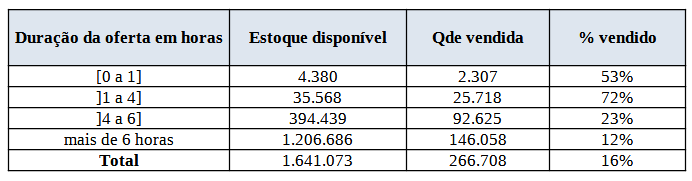 Duração da oferta em horas Estoque disponível Qde vendida % vendido
[0 a 1] 4.380 2.307 53%
]1 a 4] 35.568 25.718 72%
]4 a 6] 394.439 92.625 23%
mais de 6 horas 1.206.686 146.058 12%
Total 1.641.073 266.708 16%